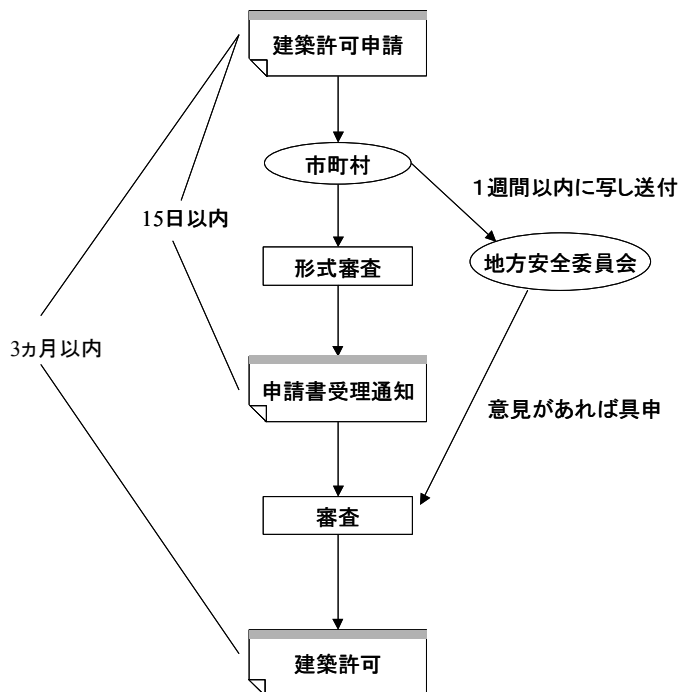 建築許可申請
市町村
１週間以内に写し送付
15日以内
地方安全委員会
形式審査
3ヵ月以内
申請書受理通知
意見があれば具申
審査
建築許可